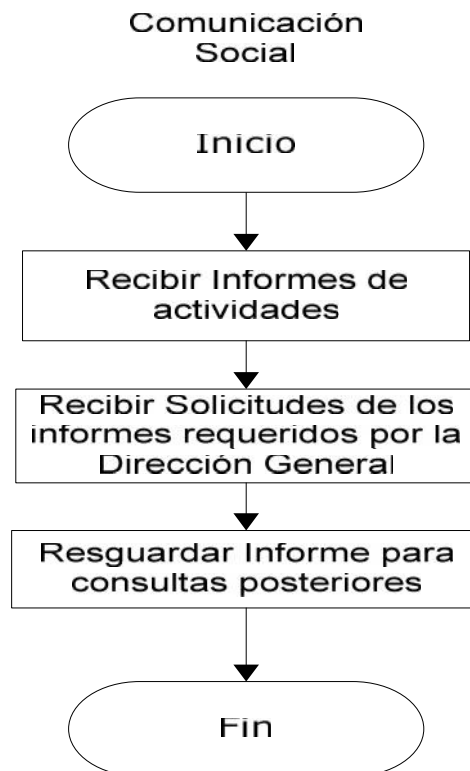 Comunicación
Social
Inicio
Recibir Informes de
actividades
Recibir Solicitudes de los
informes requeridos por la
Dirección General
Resguardar Informe para
consultas posteriores
Fin